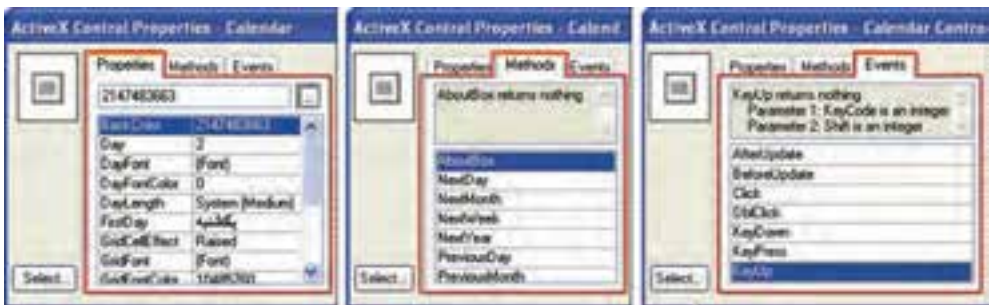 ActiveX Control Properties - Calendar
Properties Methods Events
2147483663
...
BackColor 2147483663
Day 2
DayFont (Font)
DayFontColor 0
DayLength System (Medium)
FirstDay یکشنبه
GridCellEffect Raised
GridFont (Font)
GridFontColor 10485760
Select...
ActiveX Control Properties - Calend
Properties Methods Events
AboutBox returns nothing
AboutBox
NextDay
NextMonth
NextWeek
NextYear
PreviousDay
PreviousMonth
Select...
ActiveX Control Properties - Calendar Contro
Properties Methods Events
KeyUp returns nothing
Parameter 1: KeyCode is an integer
Parameter 2: Shift is an integer
AfterUpdate
BeforeUpdate
Click
DblClick
KeyDown
KeyPress
KeyUp
Select...